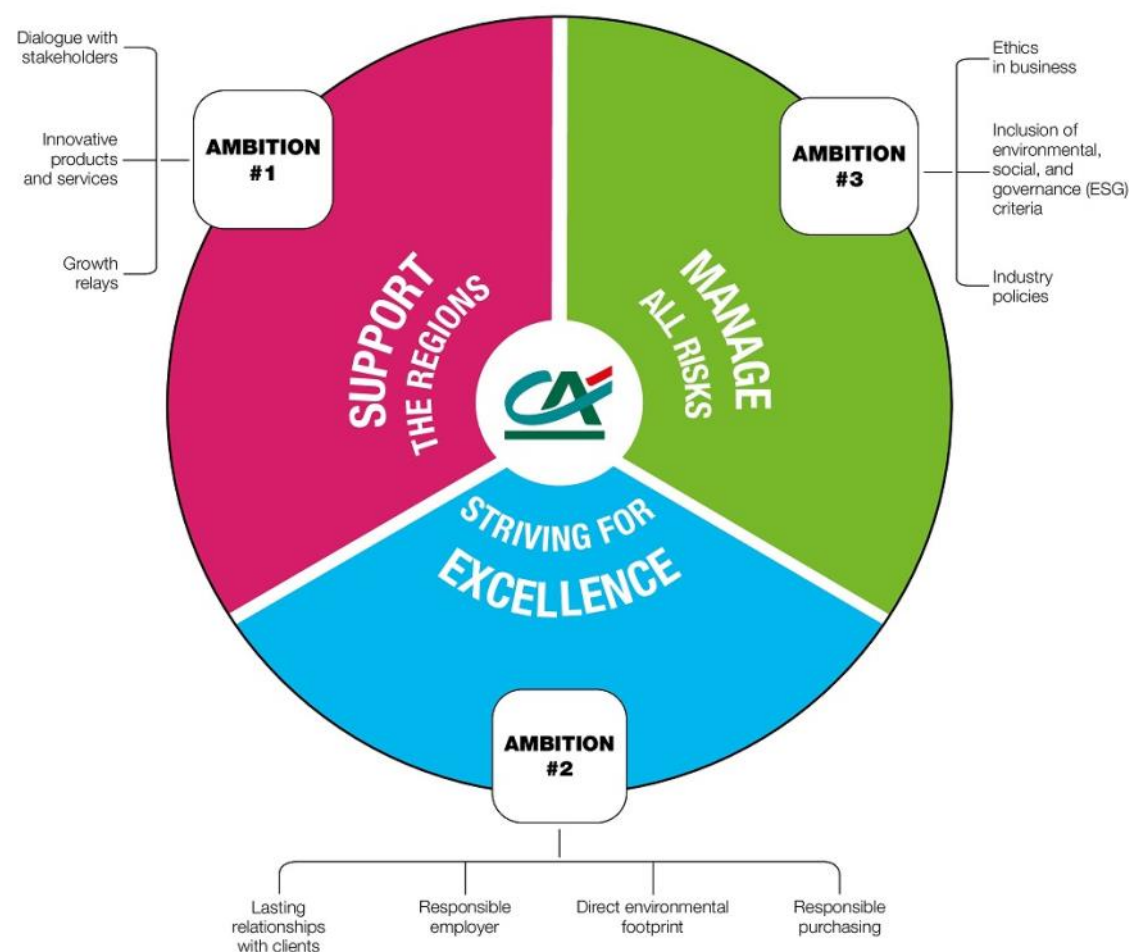 Dialogue with
stakeholders
Innovative
products
and services
Growth
relays
AMBITION
#1
SUPPORT
THE REGIONS
Ethics
in business
Inclusion of
environmental,
social, and
governance (ESG)
criteria
Industry
policies
AMBITION
#3
MANAGE
ALL RISKS
CA
STRIVING FOR
EXCELLENCE
AMBITION
#2
Lasting
relationships
with clients
Responsible
employer
Direct environmental
footprint
Responsible
purchasing